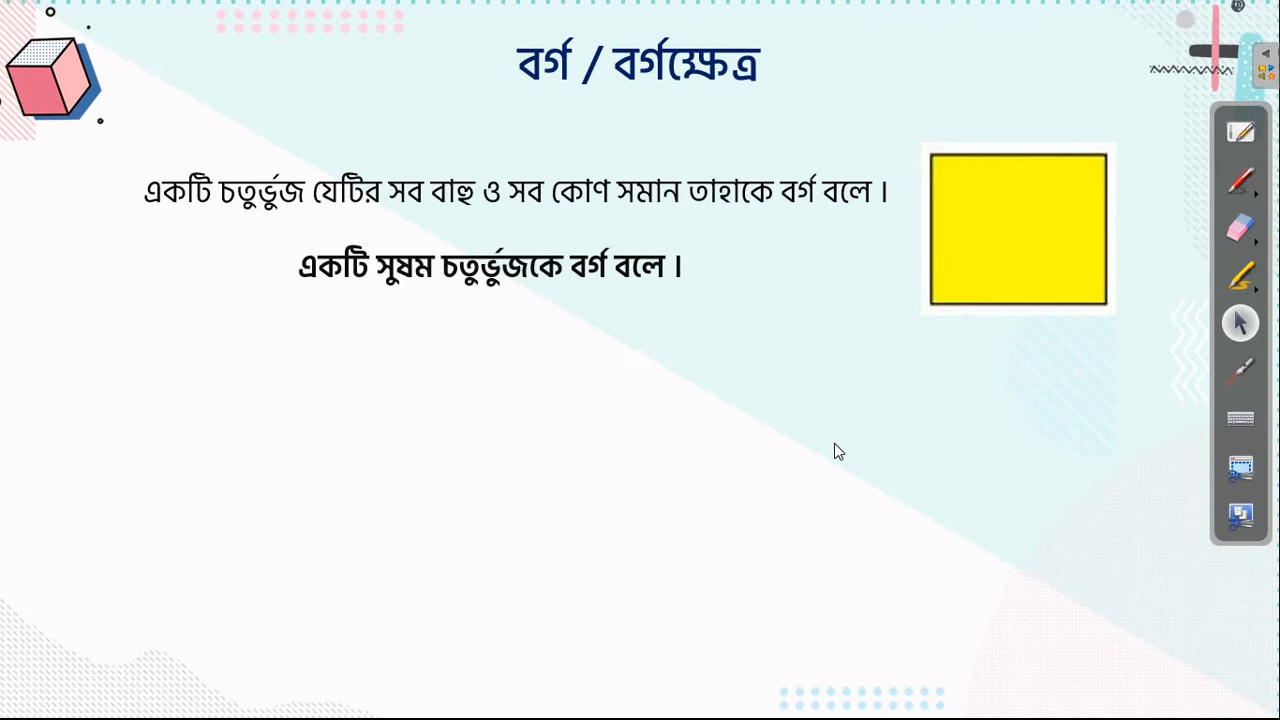 বর্গ / বর্গক্ষেত্র
একটি চতুর্ভুজ যেটির সব বাহু ও সব কোণ সমান তাহাকে বর্গ বলে ।
একটি সুষম চতুর্ভুজকে বর্গ বলে ।